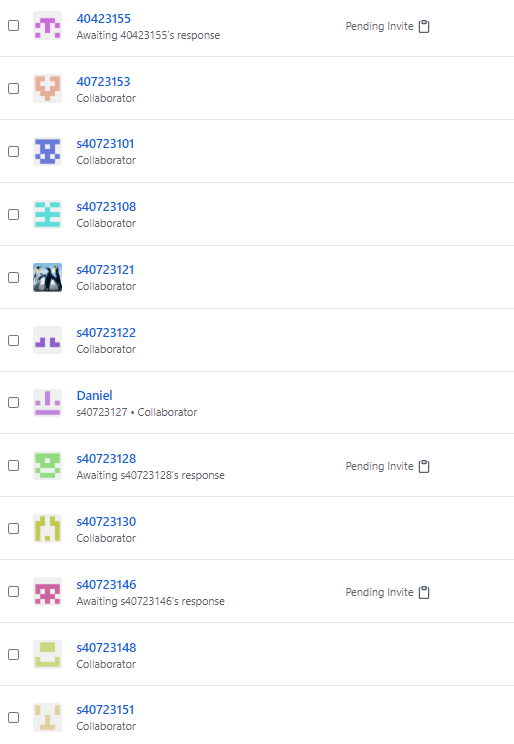 40423155
Awaiting 40423155's response
Pending Invite
40723153
Collaborator
s40723101
Collaborator
s40723108
Collaborator
s40723121
Collaborator
s40723122
Collaborator
Daniel
s40723127 • Collaborator
s40723128
Awaiting s40723128's response
Pending Invite
s40723130
Collaborator
s40723146
Awaiting s40723146's response
Pending Invite
s40723148
Collaborator
s40723151
Collaborator